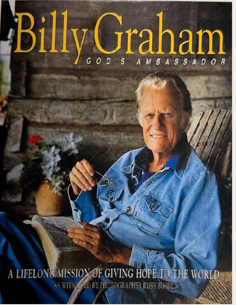 Billy Graham
GOD'S AMBASSADOR
A LIFELONG MISSION OF GIVING HOPE TO THE WORLD
AS WITNESSED BY PHOTOGRAPHER RUSS BUSBY